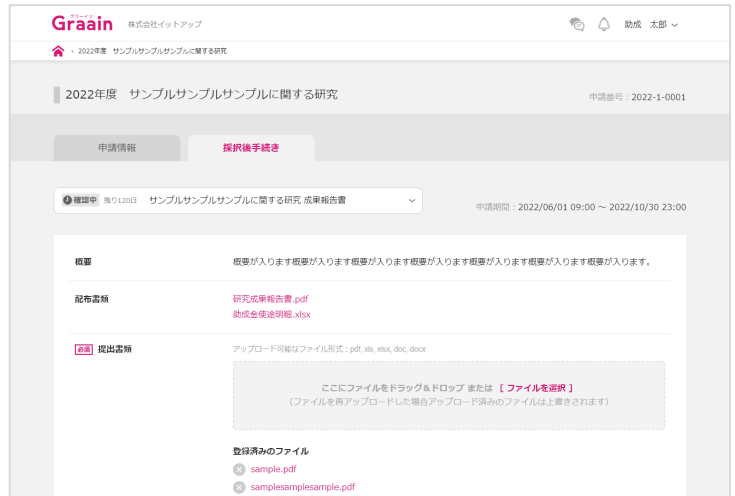 グラーイン
Graain 株式会社イットアップ 助成 太郎
2022年度 サンプルサンプルサンプルに関する研究
2022年度 サンプルサンプルサンプルに関する研究 申請番号：2022-1-0001
申請情報 採択後手続き
確認中 残り120日 サンプルサンプルサンプルに関する研究 成果報告書 申請期間：2022/06/01 09:00 ～ 2022/10/30 23:00
概要 概要が入ります概要が入ります概要が入ります概要が入ります概要が入ります概要が入ります概要が入ります。
配布書類 研究成果報告書.pdf
助成金使途明細.xlsx
必須 提出書類 アップロード可能なファイル形式：pdf, xls, xlsx, doc, docx
ここにファイルをドラッグ＆ドロップ または [ ファイルを選択 ]
（ファイルを再アップロードした場合アップロード済みのファイルは上書きされます）
登録済みのファイル
sample.pdf
samplesamplesample.pdf